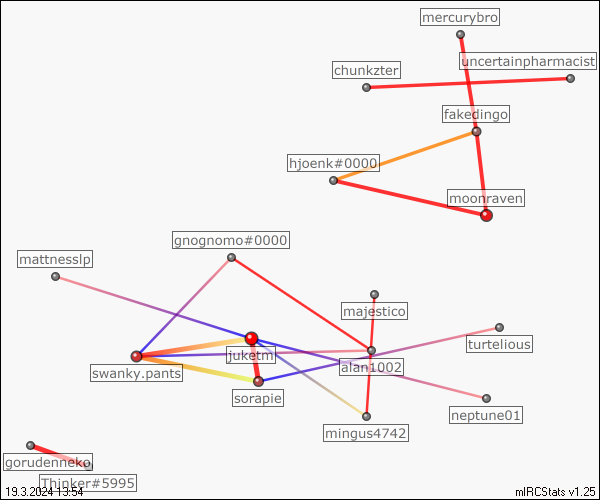 mercurybro
uncertainpharmacist
chunkzter
fakedingo
hjoenk#0000
moonraven
gnognomo#0000
mattnesslp
majestico
turtelious
juketm
alan1002
swanky.pants
sorapie
neptune01
mingus4742
gorudenneko
Thinker#5995
19.3.2024 13:54
mIRCStats v1.25